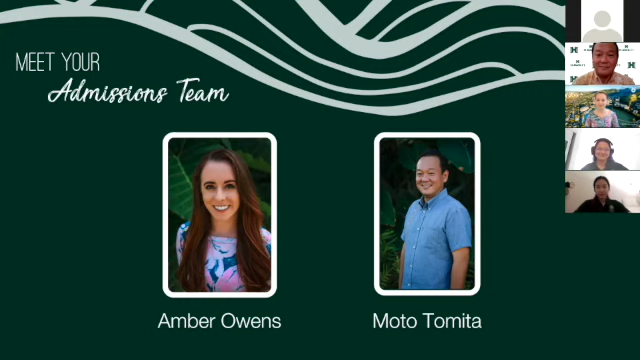 MEET YOUR
Admissions Team
Amber Owens
Moto Tomita